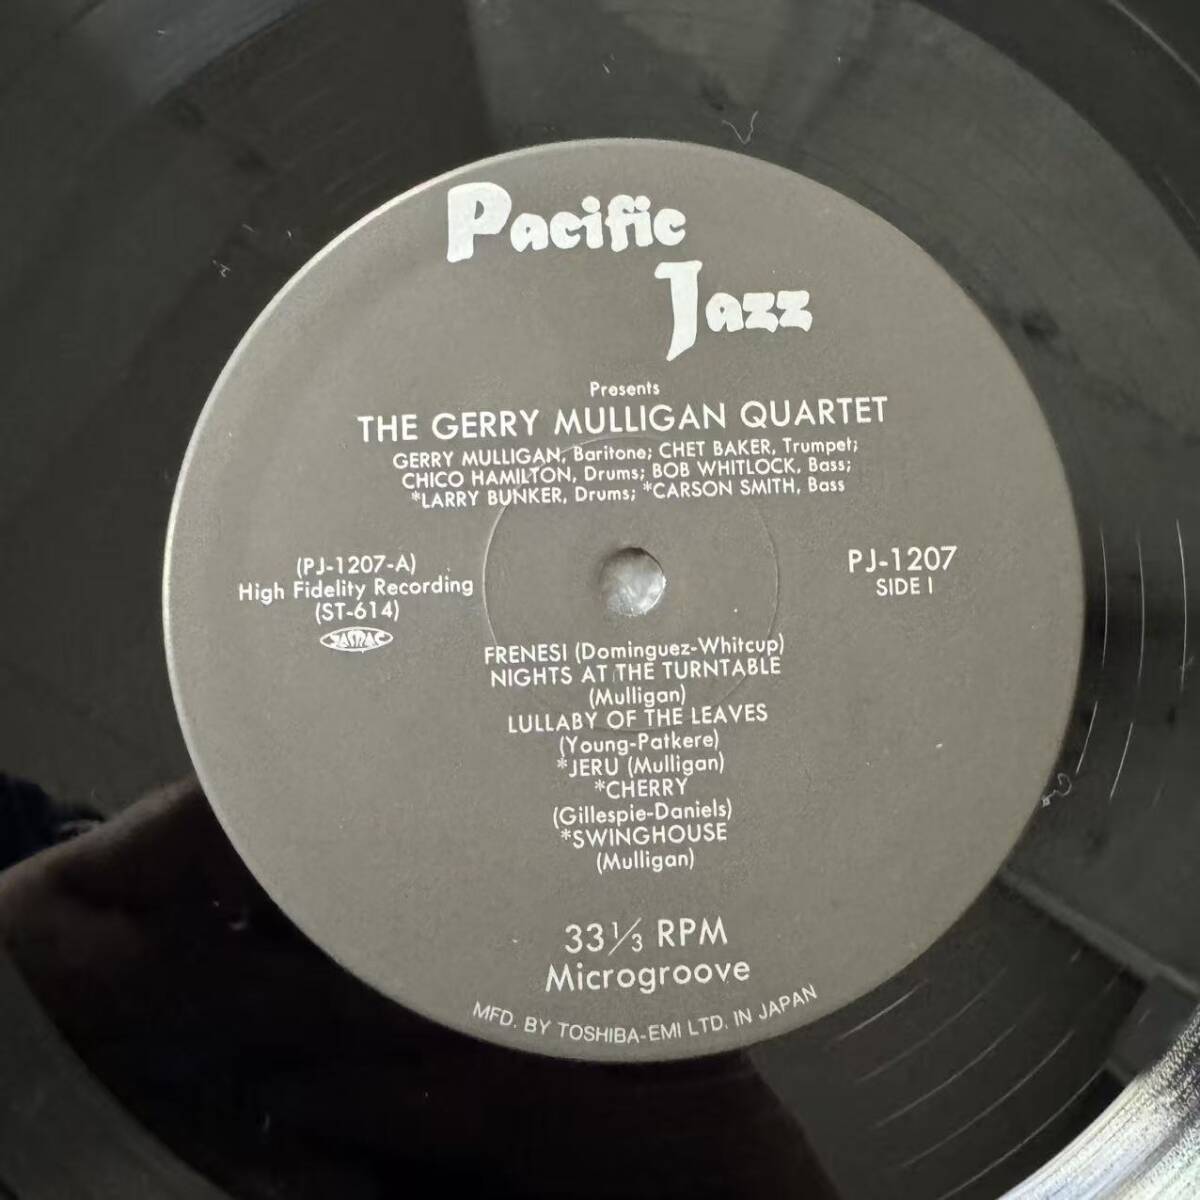 Pacific
Jazz
Presents
THE GERRY MULLIGAN QUARTET
GERRY MULLIGAN, Baritone; CHET BAKER, Trumpet;
CHICO HAMILTON, Drums; BOB WHITLOCK, Bass;
*LARRY BUNKER, Drums; *CARSON SMITH, Bass
(PJ-1207-A)
High Fidelity Recording
(ST-614)
JASRAC
PJ-1207
SIDE I
FRENESI (Dominguez-Whitcup)
NIGHTS AT THE TURNTABLE
(Mulligan)
LULLABY OF THE LEAVES
(Young-Patkere)
*JERU (Mulligan)
*CHERRY
(Gillespie-Daniels)
*SWINGHOUSE
(Mulligan)
33 1/3 RPM
Microgroove
MFD. BY TOSHIBA-EMI LTD. IN JAPAN